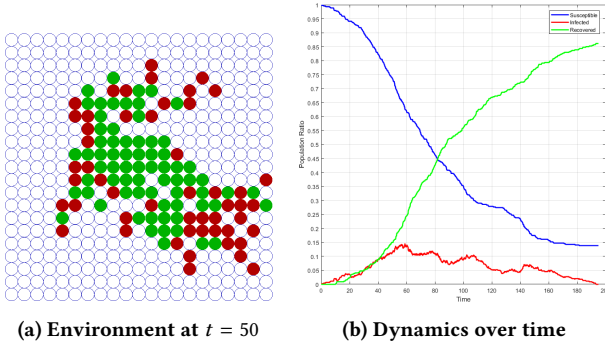 1
0.95
0.9
0.85
0.8
0.75
0.7
0.65
0.6
0.55
0.5
0.45
0.4
0.35
0.3
0.25
0.2
0.15
0.1
0.05
0
Population Ratio
0 20 40 60 80 100 120 140 160 180 200
Time
Susceptible
Infected
Recovered
(a) Environment at t = 50
(b) Dynamics over time